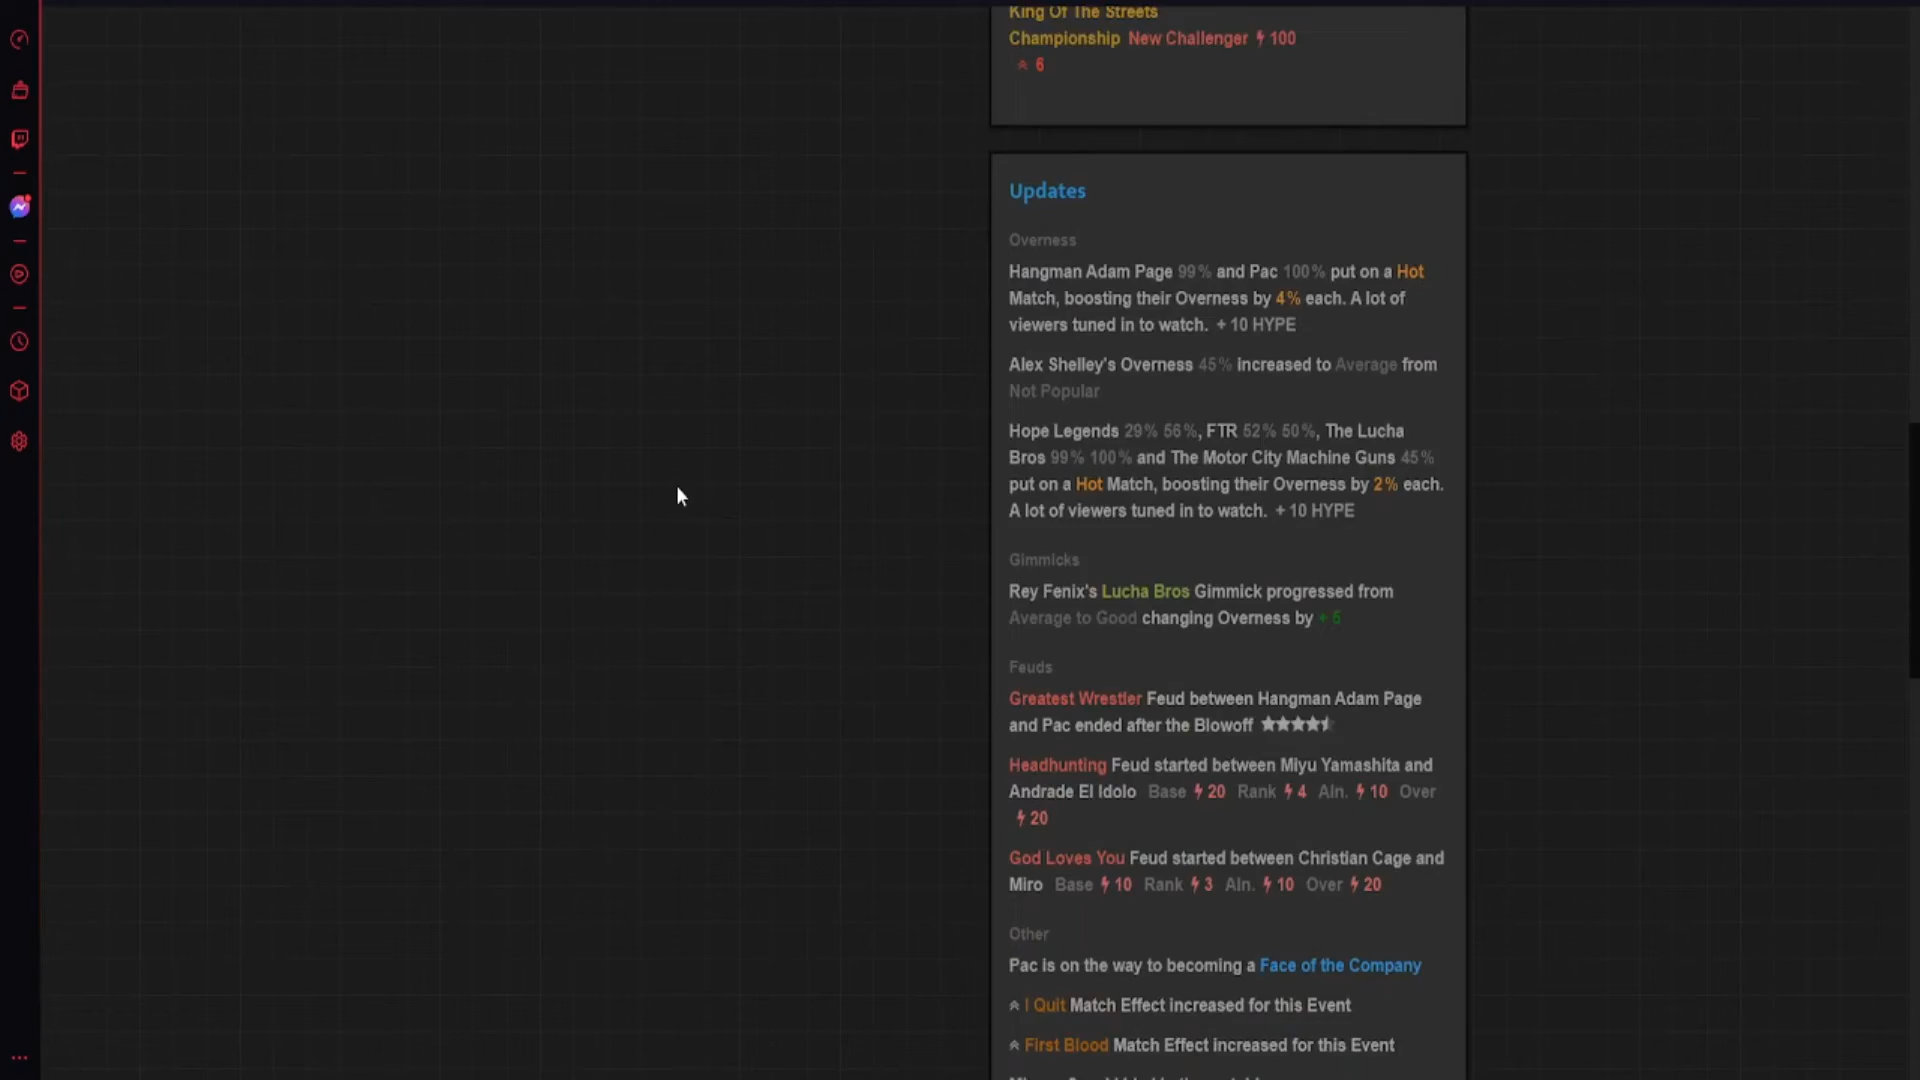 King Of The Streets
Championship New Challenger 100
6
Updates
Overness
Hangman Adam Page 99% and Pac 100% put on a Hot
Match, boosting their Overness by 4% each. A lot of
viewers tuned in to watch. + 10 HYPE
Alex Shelley's Overness 45% increased to Average from
Not Popular
Hope Legends 29% 56%, FTR 52% 50%, The Lucha
Bros 99% 100% and The Motor City Machine Guns 45%
put on a Hot Match, boosting their Overness by 2% each.
A lot of viewers tuned in to watch. + 10 HYPE
Gimmicks
Rey Fenix's Lucha Bros Gimmick progressed from
Average to Good changing Overness by + 5
Feuds
Greatest Wrestler Feud between Hangman Adam Page
and Pac ended after the Blowoff
Headhunting Feud started between Miyu Yamashita and
Andrade El Idolo Base 20 Rank 4 Aln. 10 Over
20
God Loves You Feud started between Christian Cage and
Miro Base 10 Rank 3 Aln. 10 Over 20
Other
Pac is on the way to becoming a Face of the Company
I Quit Match Effect increased for this Event
First Blood Match Effect increased for this Event